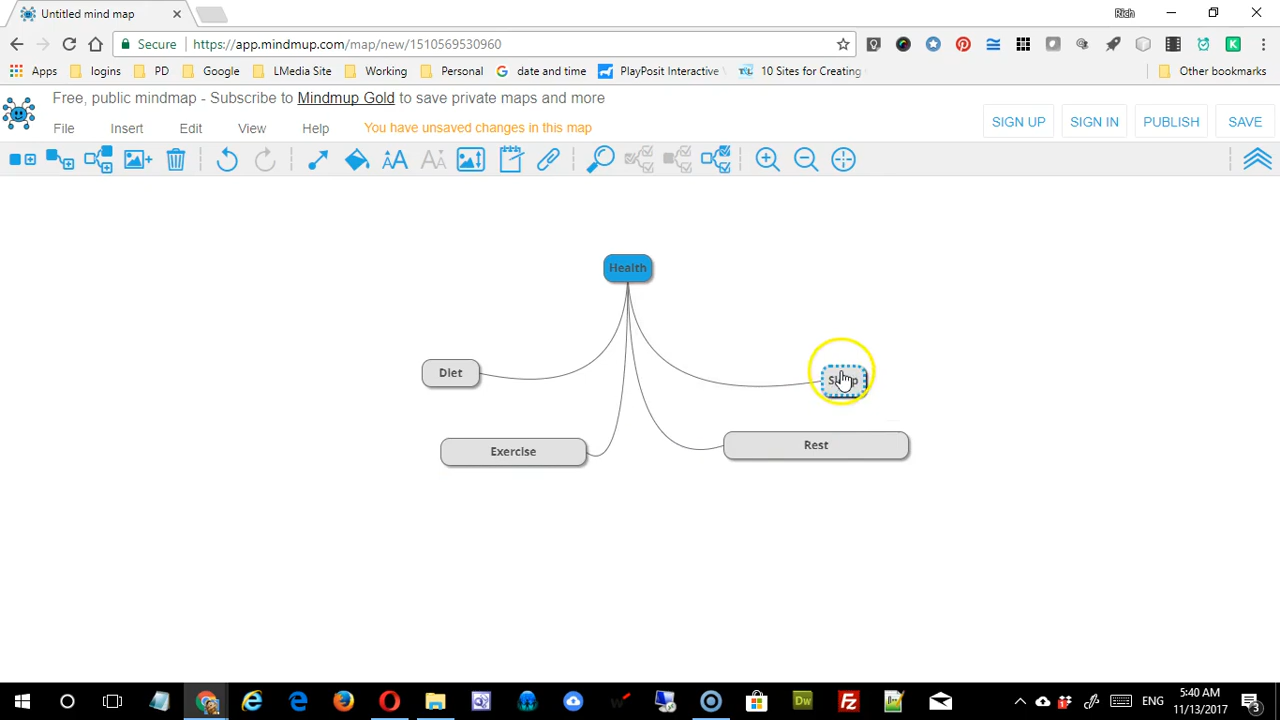 Untitled mind map
Rich
Secure
https://app.mindmup.com/map/new/1510569530960
Apps
logins
PD
Google
LMedia Site
Working
Personal
date and time
PlayPosit Interactive
10 Sites for Creating
Other bookmarks
Free, public mindmap - Subscribe to Mindmup Gold to save private maps and more
File
Insert
Edit
View
Help
You have unsaved changes in this map
SIGN UP
SIGN IN
PUBLISH
SAVE
Health
Diet
Exercise
Rest
ENG
5:40 AM
11/13/2017